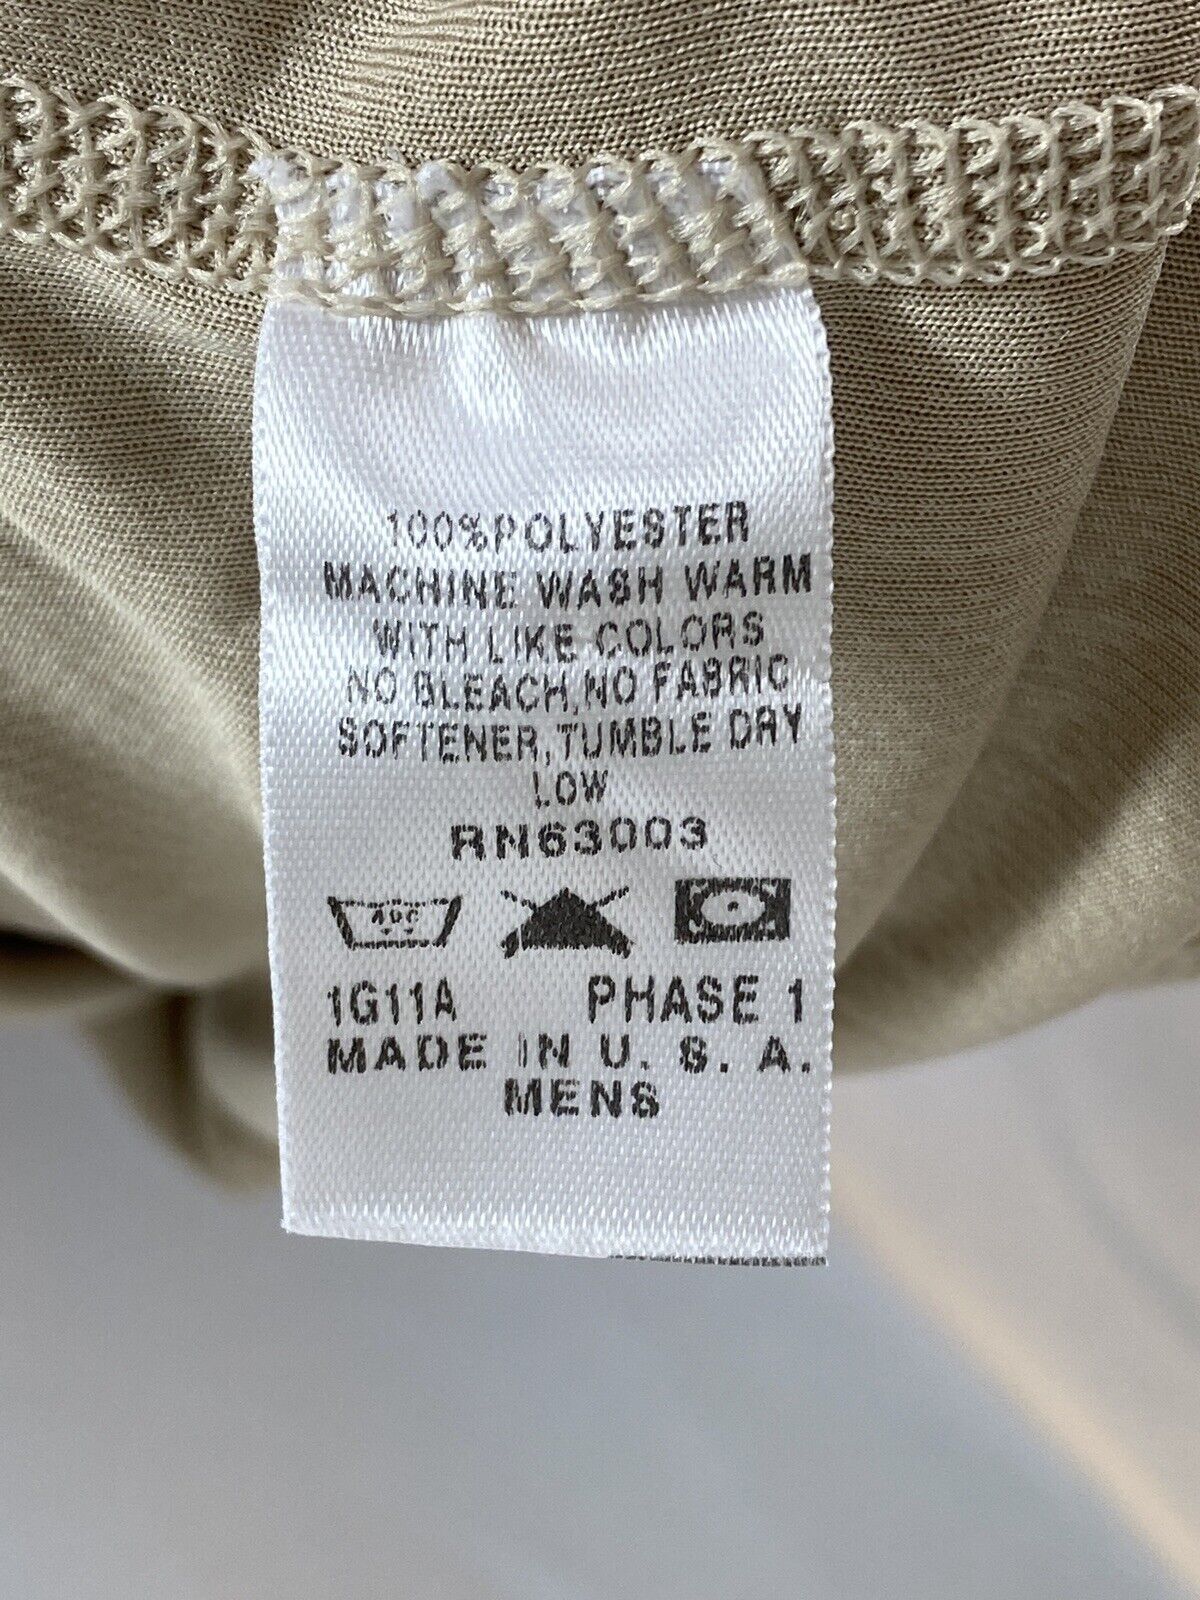 100%POLYESTER
MACHINE WASH WARM
WITH LIKE COLORS
NO BLEACH,NO FABRIC
SOFTENER,TUMBLE DRY
LOW
RN63003
40C
1G11A PHASE 1
MADE IN U. S. A.
MENS